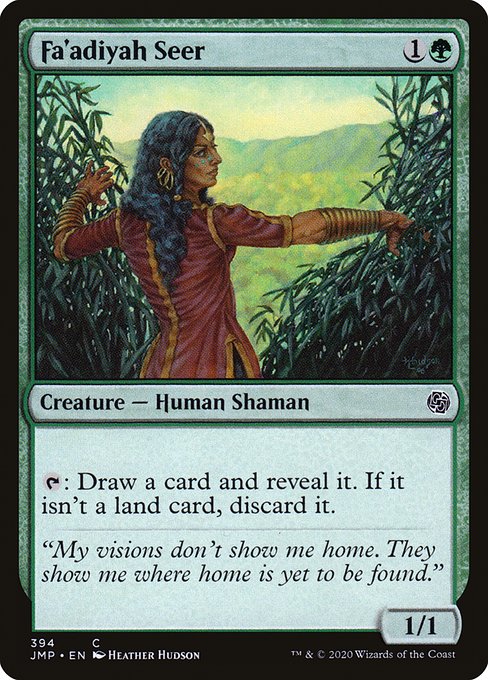 Fa'adiyah Seer 1
Creature — Human Shaman
: Draw a card and reveal it. If it
isn't a land card, discard it.
“My visions don't show me home. They
show me where home is yet to be found.”
1/1
394 C
JMP • EN Heather Hudson ™ & © 2020 Wizards of the Coast